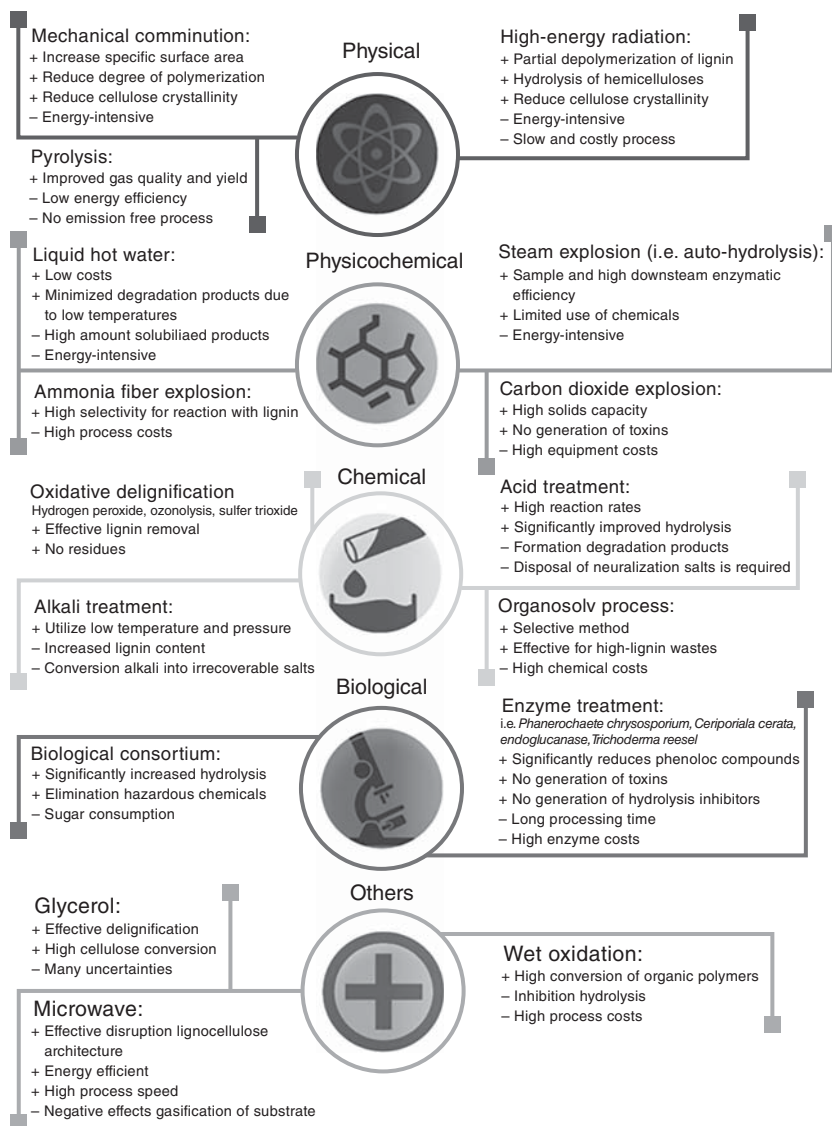 Physical
Mechanical comminution:
+ Increase specific surface area
+ Reduce degree of polymerization
+ Reduce cellulose crystallinity
– Energy-intensive
High-energy radiation:
+ Partial depolymerization of lignin
+ Hydrolysis of hemicelluloses
+ Reduce cellulose crystallinity
– Energy-intensive
– Slow and costly process
Pyrolysis:
+ Improved gas quality and yield
– Low energy efficiency
– No emission free process
Physicochemical
Liquid hot water:
+ Low costs
+ Minimized degradation products due
to low temperatures
– High amount solubiliaed products
– Energy-intensive
Steam explosion (i.e. auto-hydrolysis):
+ Sample and high downsteam enzymatic
efficiency
+ Limited use of chemicals
– Energy-intensive
Ammonia fiber explosion:
+ High selectivity for reaction with lignin
– High process costs
Carbon dioxide explosion:
+ High solids capacity
+ No generation of toxins
– High equipment costs
Chemical
Oxidative delignification
Hydrogen peroxide, ozonolysis, sulfer trioxide
+ Effective lignin removal
+ No residues
Acid treatment:
+ High reaction rates
+ Significantly improved hydrolysis
– Formation degradation products
– Disposal of neuralization salts is required
Alkali treatment:
+ Utilize low temperature and pressure
– Increased lignin content
– Conversion alkali into irrecoverable salts
Organosolv process:
+ Selective method
+ Effective for high-lignin wastes
– High chemical costs
Biological
Biological consortium:
+ Significantly increased hydrolysis
+ Elimination hazardous chemicals
– Sugar consumption
Enzyme treatment:
i.e. Phanerochaete chrysosporium, Ceriporiala cerata,
endoglucanase, Trichoderma reesel
+ Significantly reduces phenoloc compounds
+ No generation of toxins
+ No generation of hydrolysis inhibitors
– Long processing time
– High enzyme costs
Others
Glycerol:
+ Effective delignification
+ High cellulose conversion
– Many uncertainties
Wet oxidation:
+ High conversion of organic polymers
– Inhibition hydrolysis
– High process costs
Microwave:
+ Effective disruption lignocellulose
architecture
+ Energy efficient
+ High process speed
– Negative effects gasification of substrate